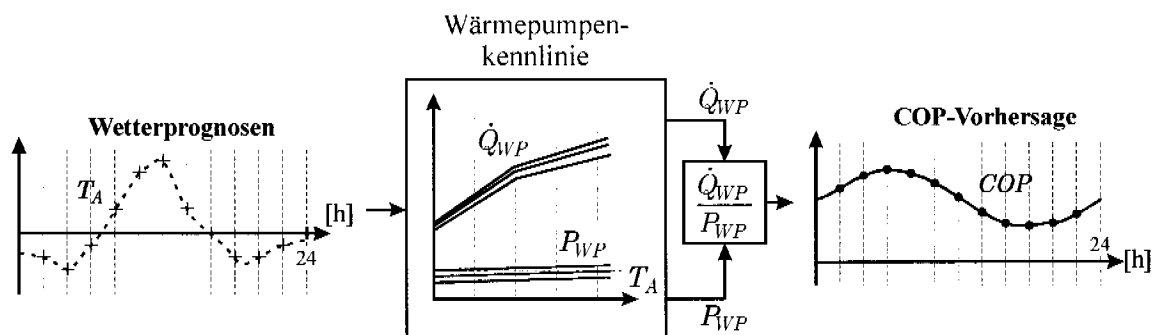 Wärmepumpen-
kennlinie
Wetterprognosen
T_A
[h]
24
Q̇_WP
P_WP
T_A
Q̇_WP
Q̇_WP
P_WP
P_WP
COP-Vorhersage
COP
24
[h]